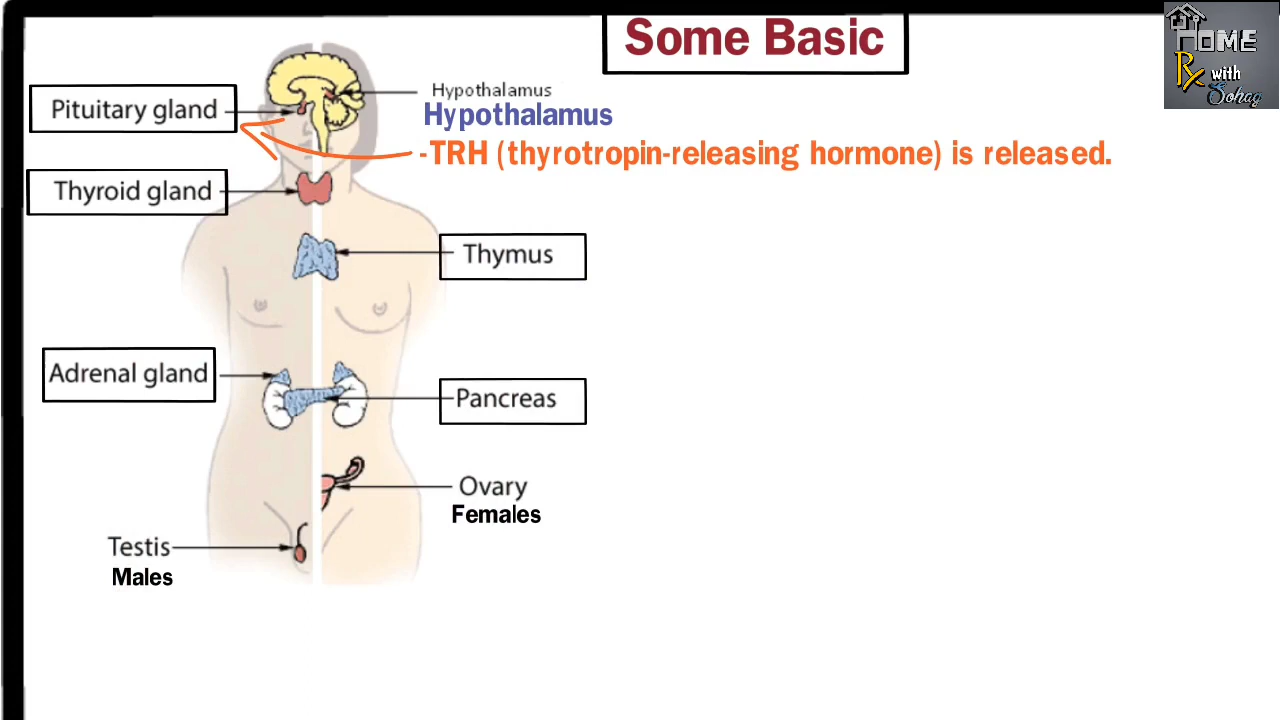 Some Basic
HOME
Rx with
Sohag
Pituitary gland
Hypothalamus
Hypothalamus
-TRH (thyrotropin-releasing hormone) is released.
Thyroid gland
Thymus
Adrenal gland
Pancreas
Ovary
Females
Testis
Males